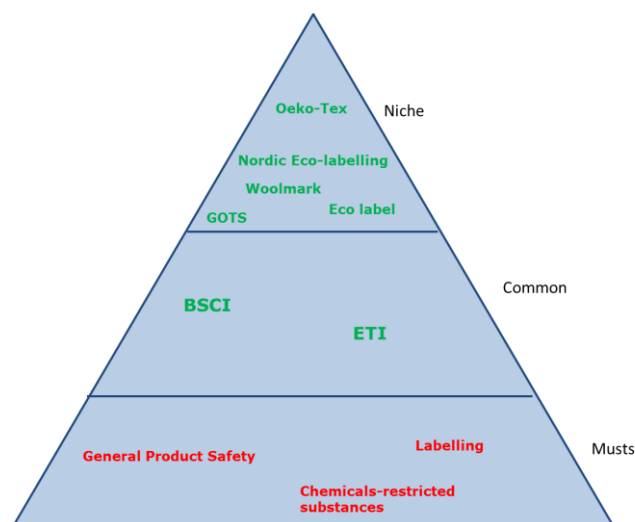 Oeko-Tex
Niche
Nordic Eco-labelling
Woolmark
Eco label
GOTS
Common
BSCI
ETI
Labelling
Musts
General Product Safety
Chemicals-restricted
substances